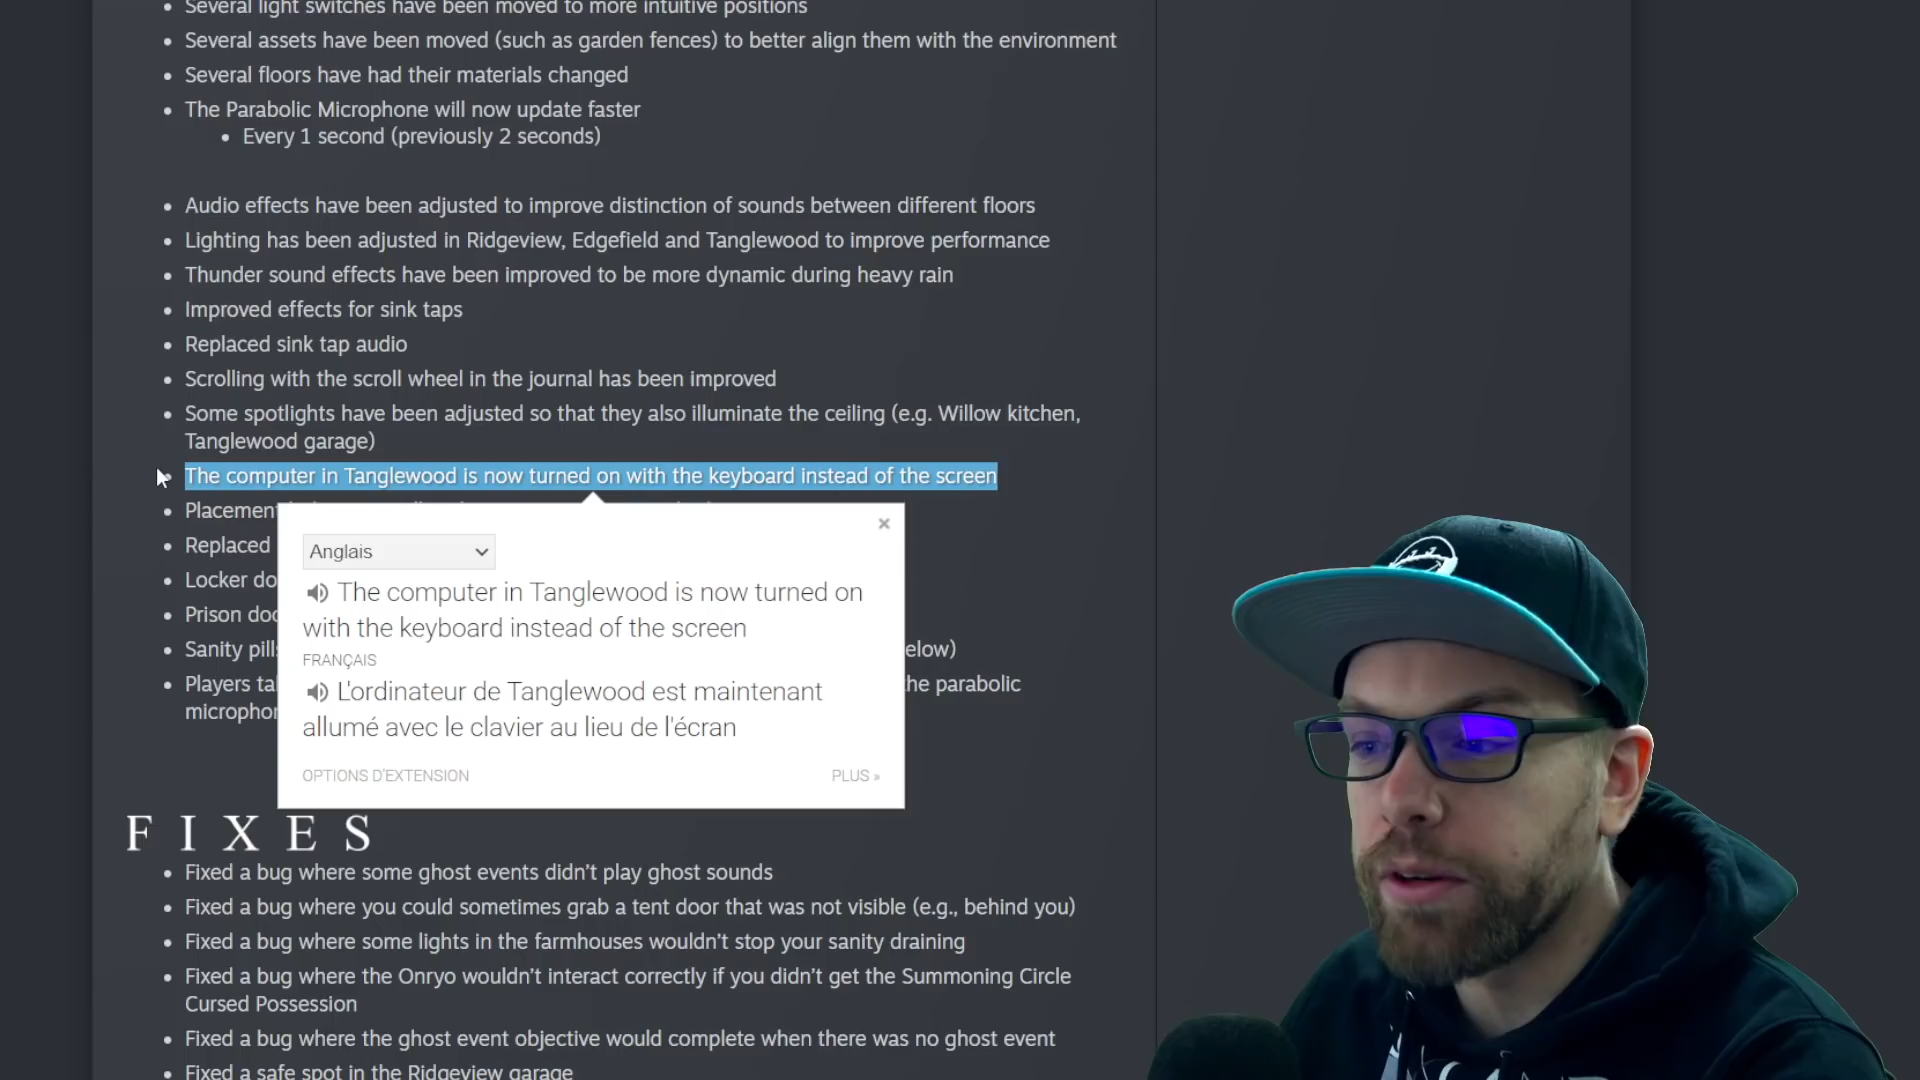 Several light switches have been moved to more intuitive positions
Several assets have been moved (such as garden fences) to better align them with the environment
Several floors have had their materials changed
The Parabolic Microphone will now update faster
Every 1 second (previously 2 seconds)
Audio effects have been adjusted to improve distinction of sounds between different floors
Lighting has been adjusted in Ridgeview, Edgefield and Tanglewood to improve performance
Thunder sound effects have been improved to be more dynamic during heavy rain
Improved effects for sink taps
Replaced sink tap audio
Scrolling with the scroll wheel in the journal has been improved
Some spotlights have been adjusted so that they also illuminate the ceiling (e.g. Willow kitchen,
Tanglewood garage)
The computer in Tanglewood is now turned on with the keyboard instead of the screen
Placement
Replaced
Locker do
Prison doo
Sanity pill elow)
Players tal he parabolic
microphon
Anglais
The computer in Tanglewood is now turned on
with the keyboard instead of the screen
FRANÇAIS
L'ordinateur de Tanglewood est maintenant
allumé avec le clavier au lieu de l'écran
OPTIONS D'EXTENSION PLUS »
FIXES
Fixed a bug where some ghost events didn’t play ghost sounds
Fixed a bug where you could sometimes grab a tent door that was not visible (e.g., behind you)
Fixed a bug where some lights in the farmhouses wouldn’t stop your sanity draining
Fixed a bug where the Onryo wouldn’t interact correctly if you didn’t get the Summoning Circle
Cursed Possession
Fixed a bug where the ghost event objective would complete when there was no ghost event
Fixed a safe spot in the Ridgeview garage